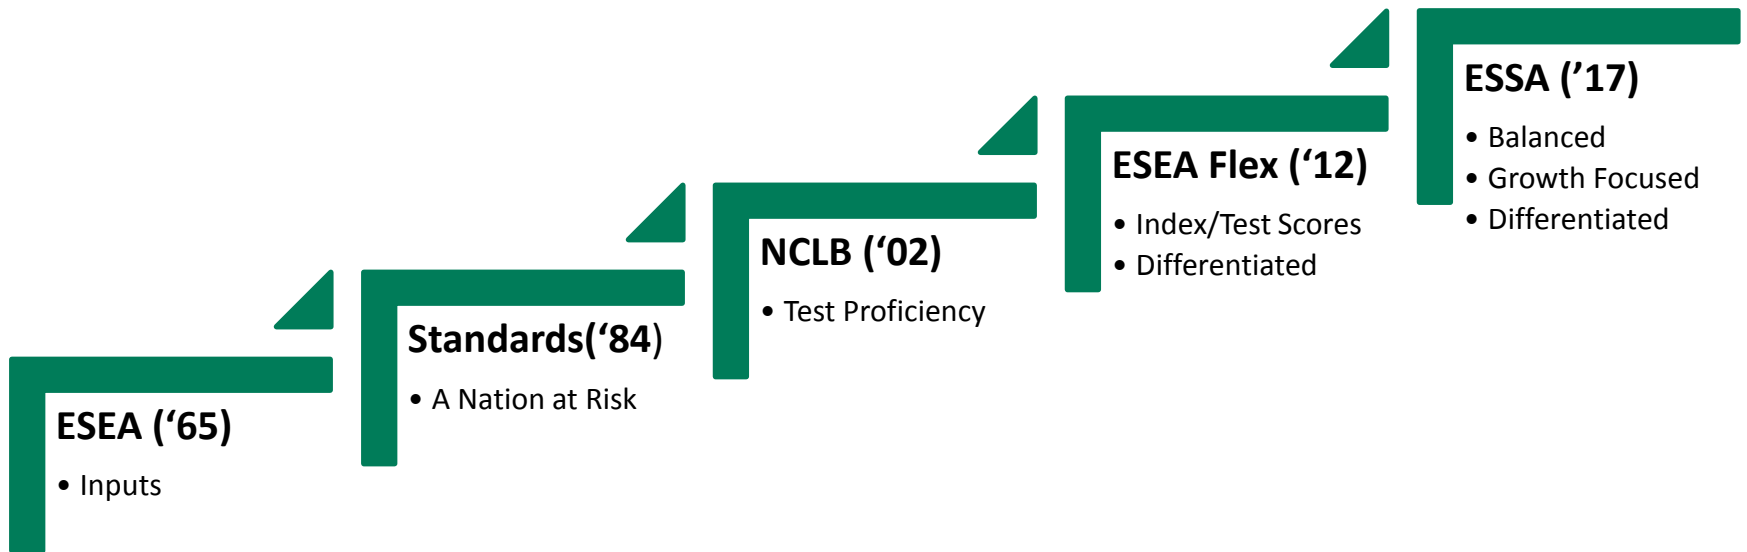 ESEA (‘65)
• Inputs
Standards(‘84)
• A Nation at Risk
NCLB (‘02)
• Test Proficiency
ESEA Flex (‘12)
• Index/Test Scores
• Differentiated
ESSA (’17)
• Balanced
• Growth Focused
• Differentiated